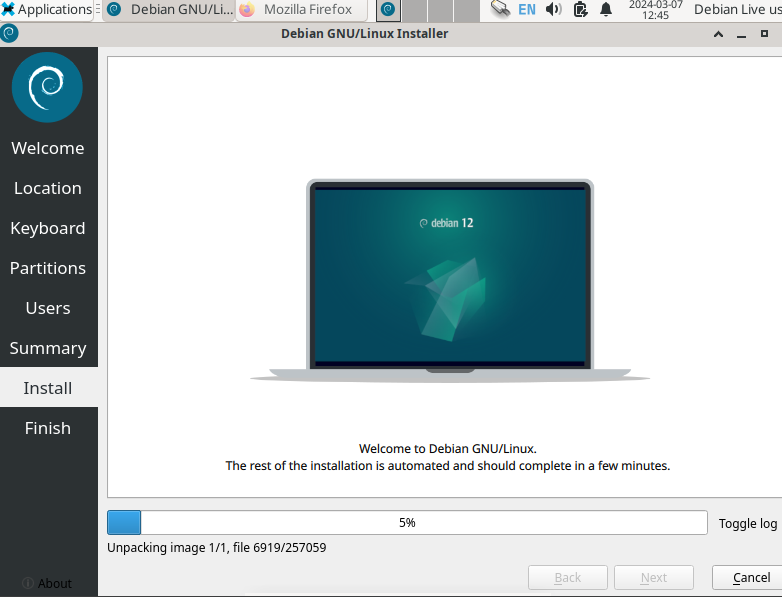 Applications
Debian GNU/Li...
Mozilla Firefox
EN
2024-03-07
12:45
Debian Live us
Debian GNU/Linux Installer
Welcome
Location
Keyboard
Partitions
Users
Summary
Install
Finish
About
debian 12
Welcome to Debian GNU/Linux.
The rest of the installation is automated and should complete in a few minutes.
5%
Toggle log
Unpacking image 1/1, file 6919/257059
Back
Next
Cancel